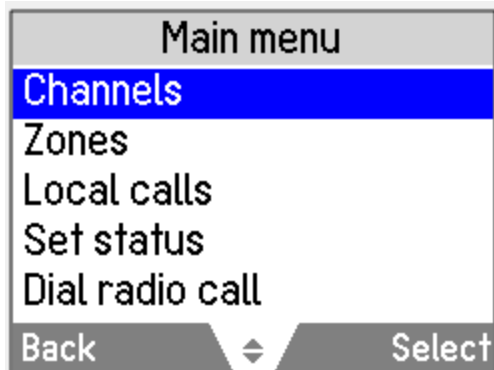 Main menu
Channels
Zones
Local calls
Set status
Dial radio call
Back Select